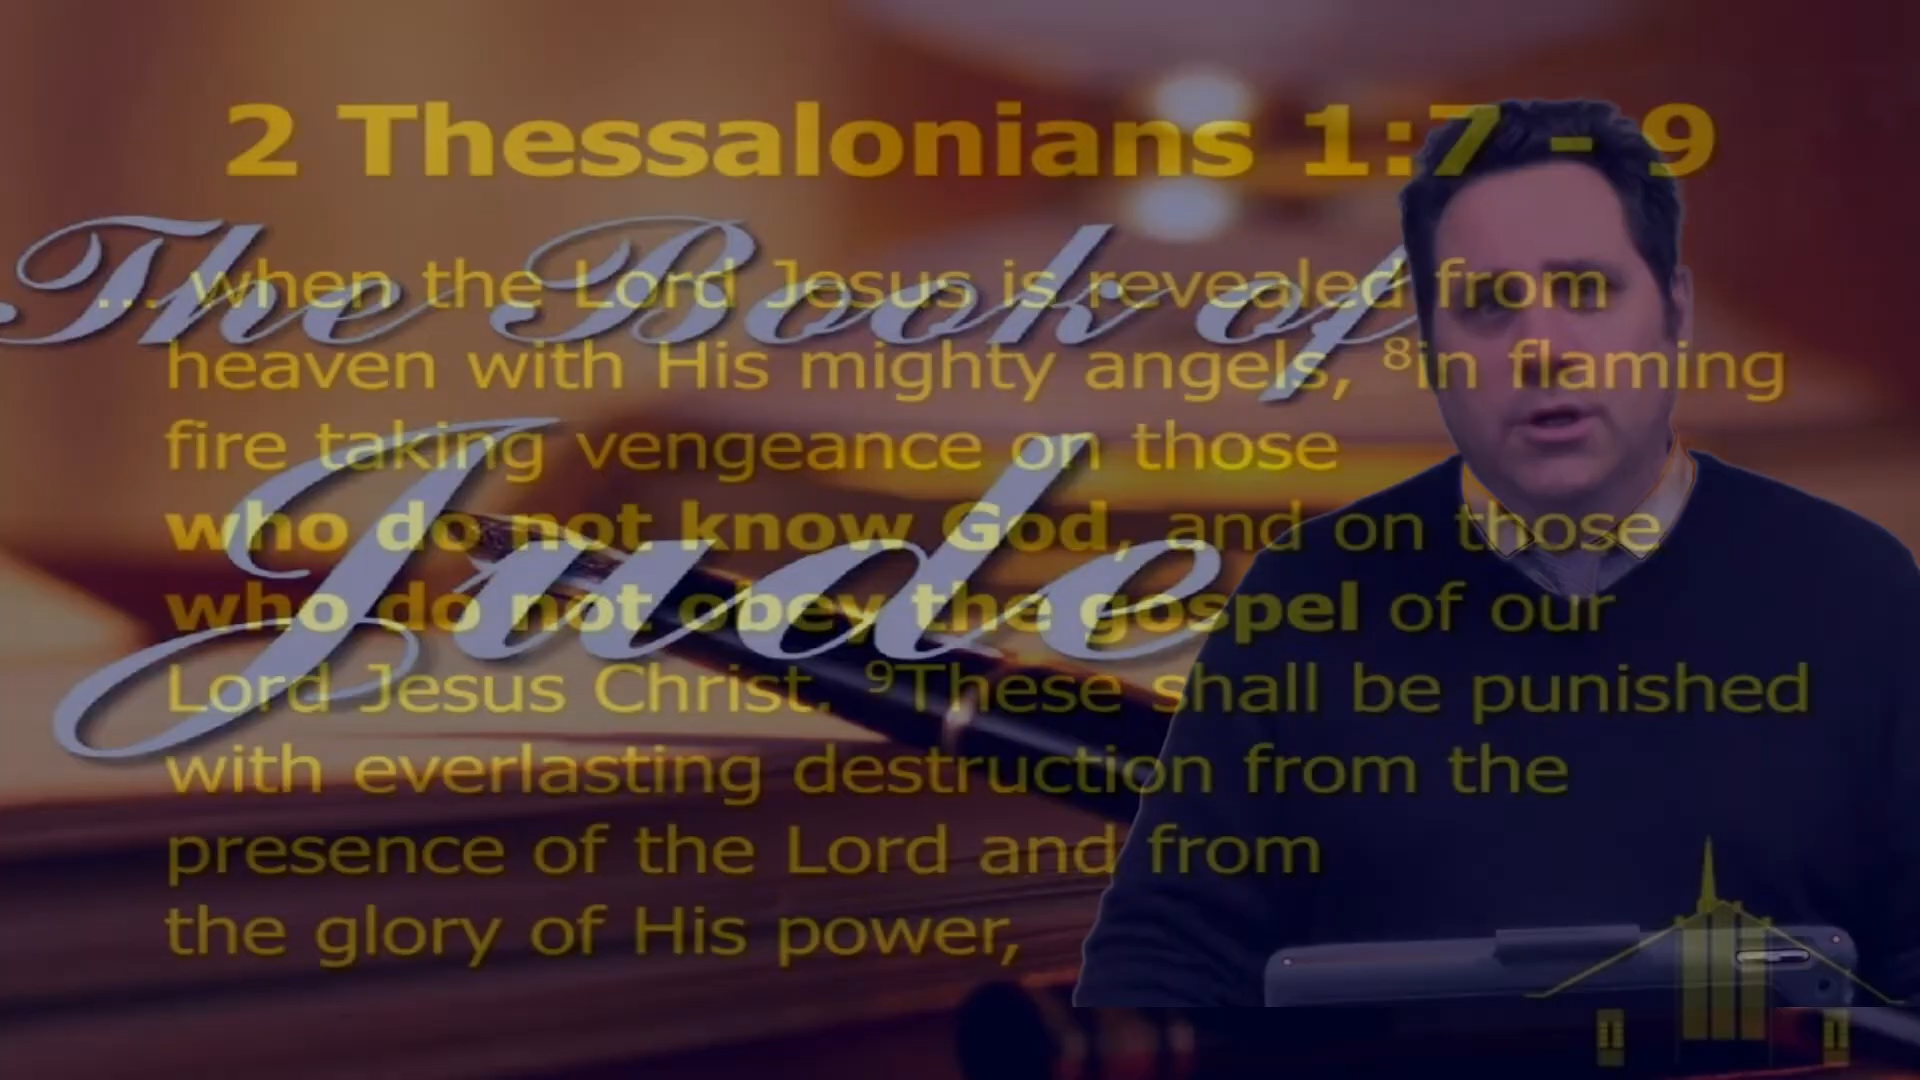 2 Thessalonians 1:7 - 9
The Book of
Jude
... when the Lord Jesus is revealed from
heaven with His mighty angels, ⁸in flaming
fire taking vengeance on those
who do not know God, and on those
who do not obey the gospel of our
Lord Jesus Christ. ⁹These shall be punished
with everlasting destruction from the
presence of the Lord and from
the glory of His power,